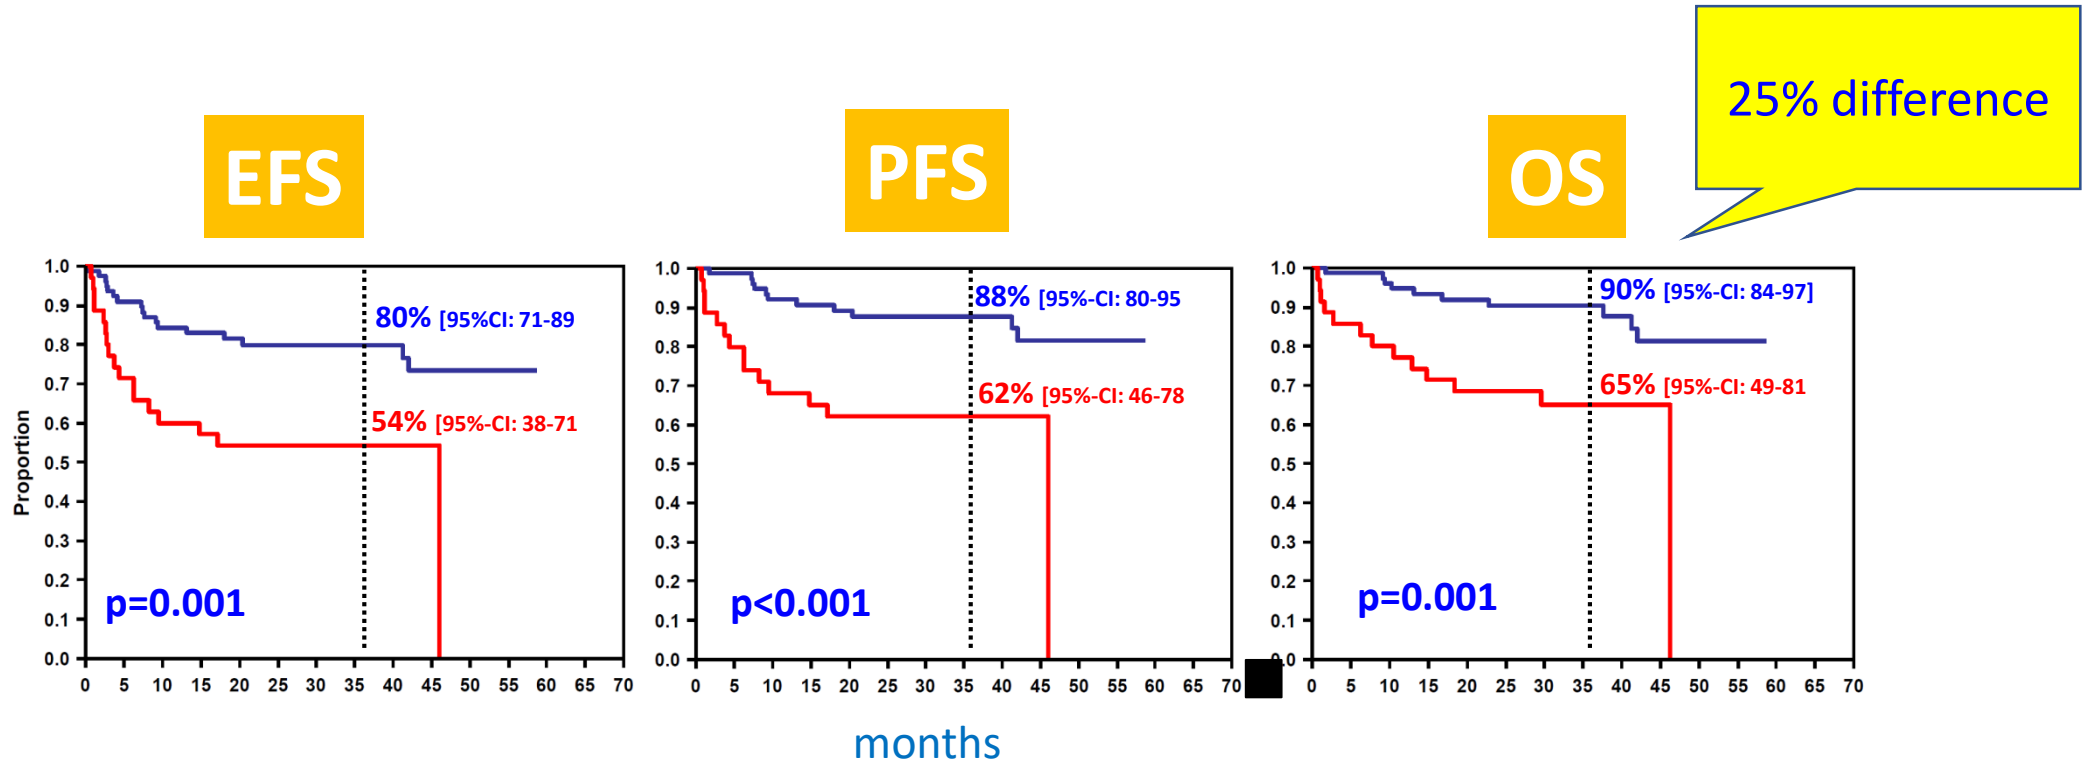 25% difference
EFS
PFS
OS
Proportion
1.0
0.9
0.8
0.7
0.6
0.5
0.4
0.3
0.2
0.1
0.0
80% [95%CI: 71-89
54% [95%-CI: 38-71
p=0.001
0 5 10 15 20 25 30 35 40 45 50 55 60 65 70
1.0
0.9
0.8
0.7
0.6
0.5
0.4
0.3
0.2
0.1
0.0
88% [95%-CI: 80-95
62% [95%-CI: 46-78
p<0.001
0 5 10 15 20 25 30 35 40 45 50 55 60 65 70
1.0
0.9
0.8
0.7
0.6
0.5
0.4
0.3
0.2
0.1
.0
90% [95%-CI: 84-97]
65% [95%-CI: 49-81
p=0.001
0 5 10 15 20 25 30 35 40 45 50 55 60 65 70
months